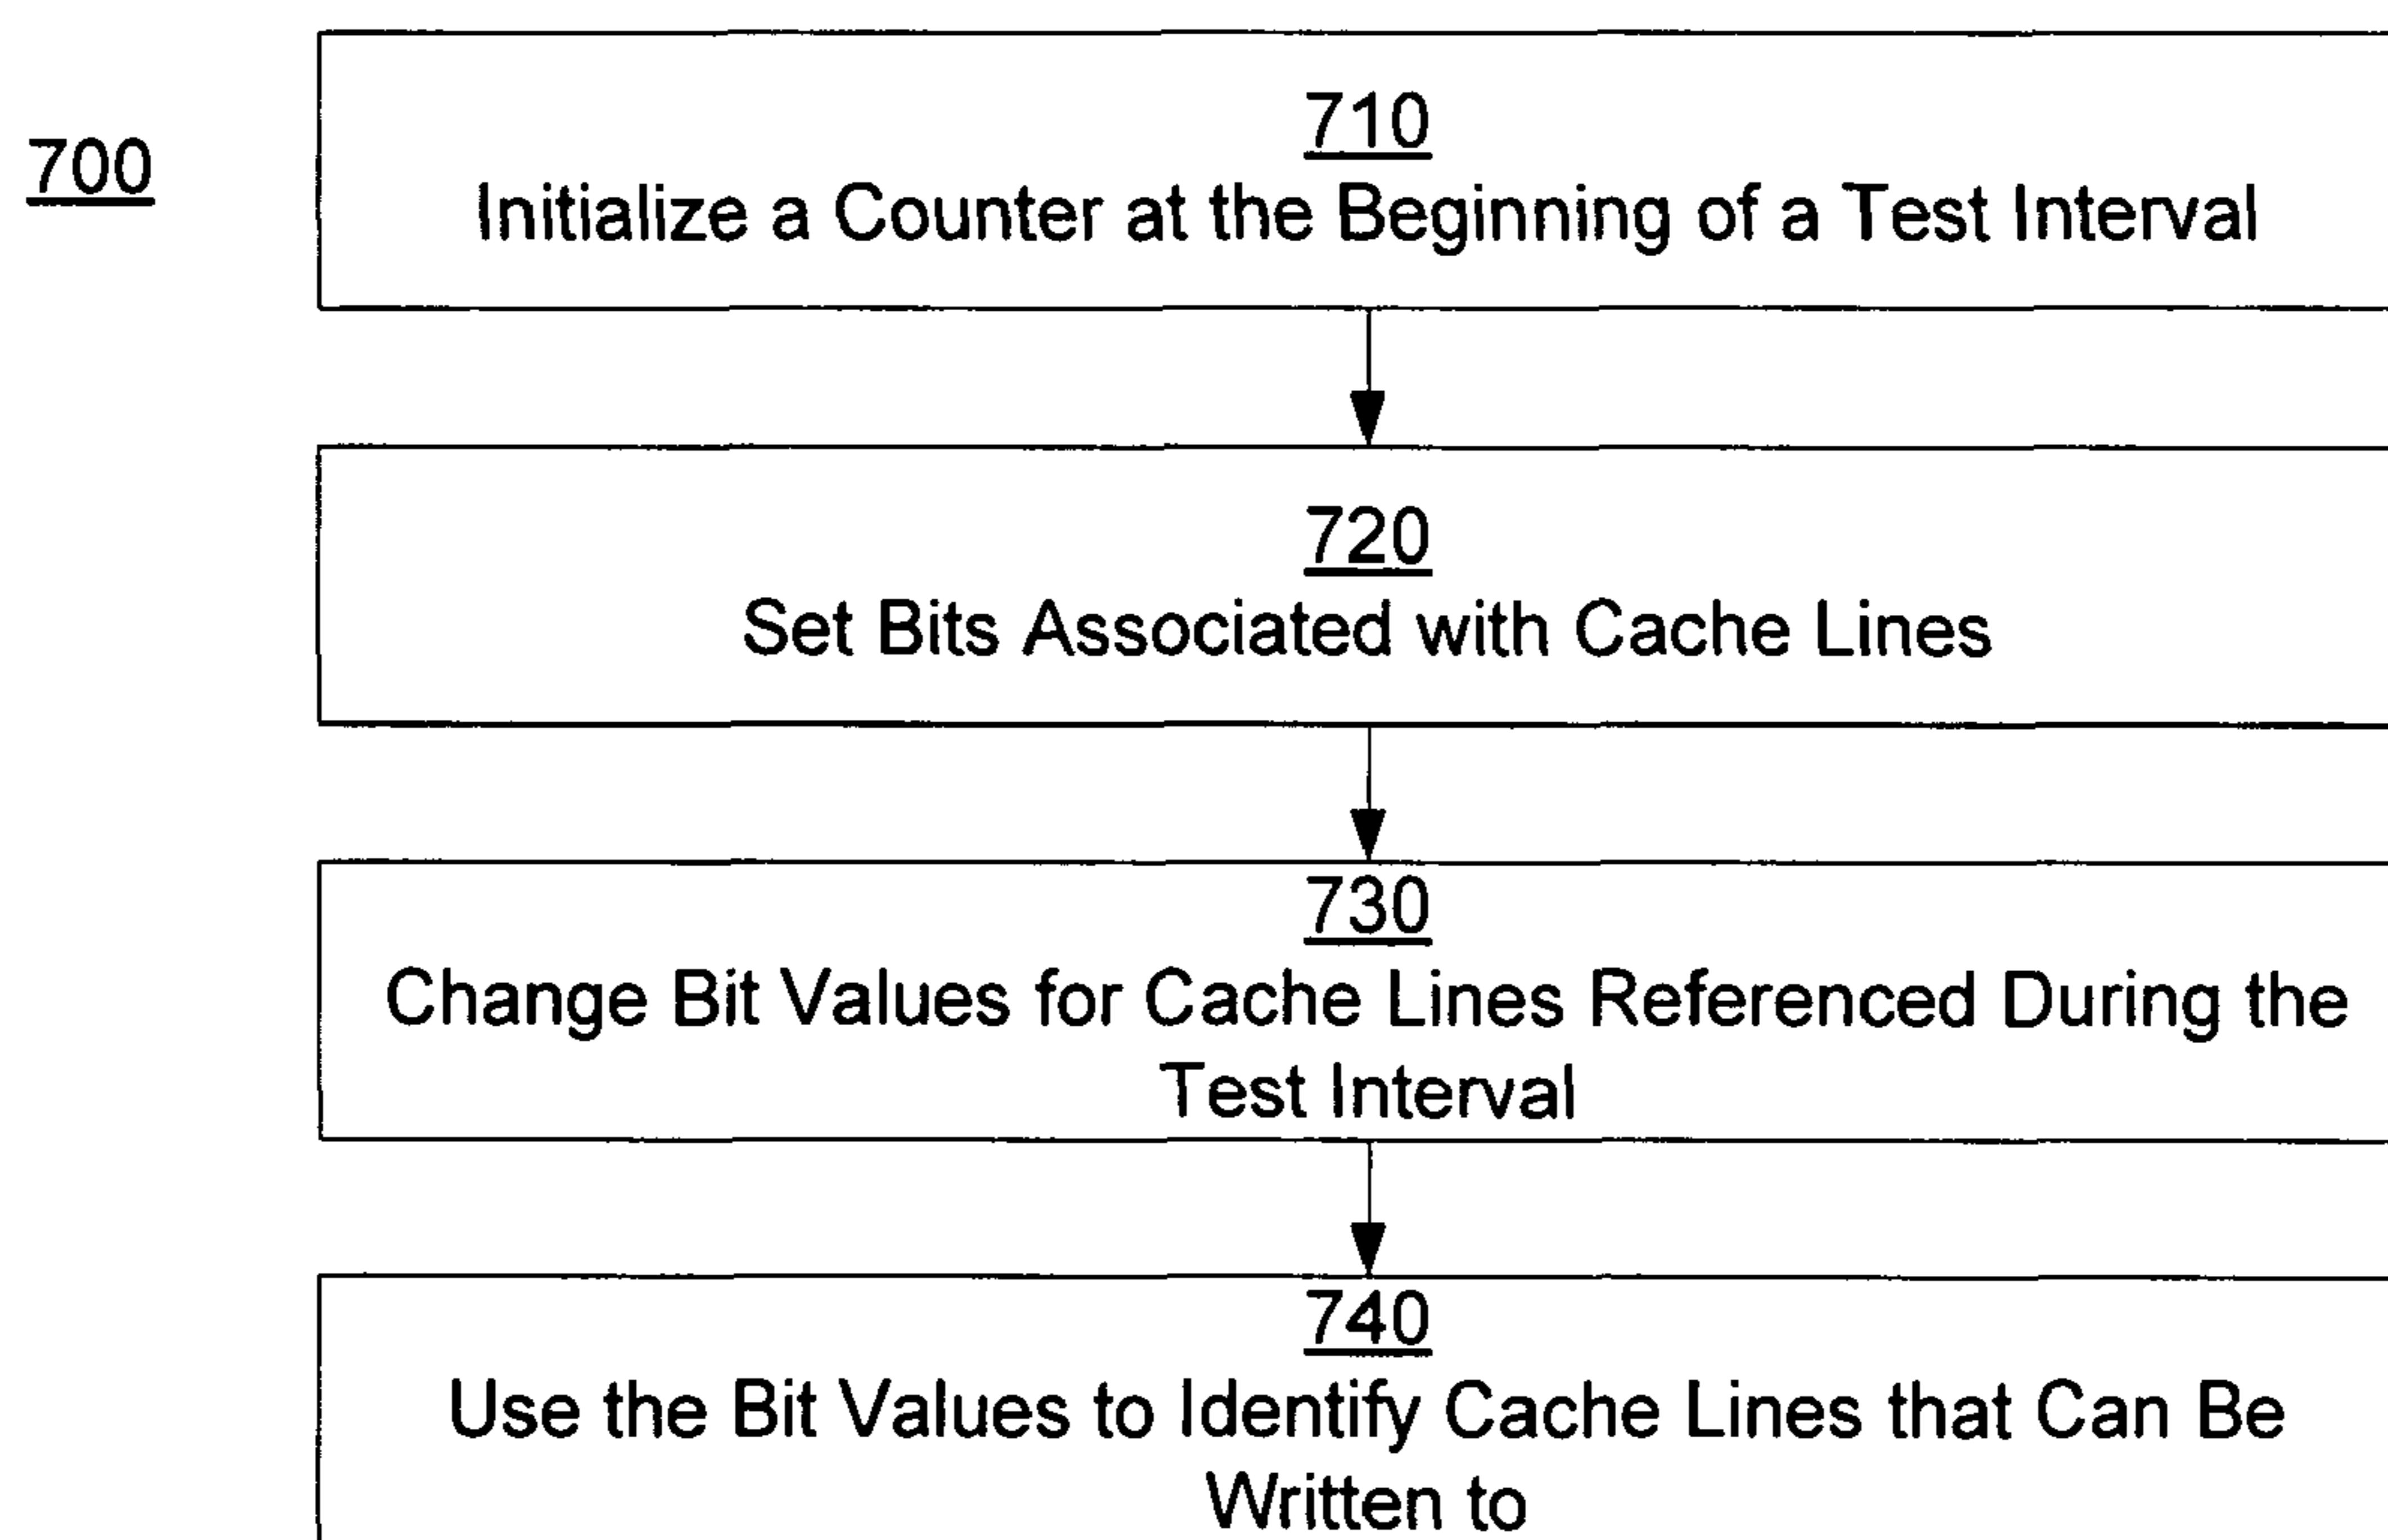 700
710
Initialize a Counter at the Beginning of a Test Interval
720
Set Bits Associated with Cache Lines
730
Change Bit Values for Cache Lines Referenced During the
Test Interval
740
Use the Bit Values to Identify Cache Lines that Can Be
Written to